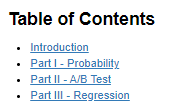 Table of Contents
Introduction
Part I - Probability
Part II - A/B Test
Part III - Regression